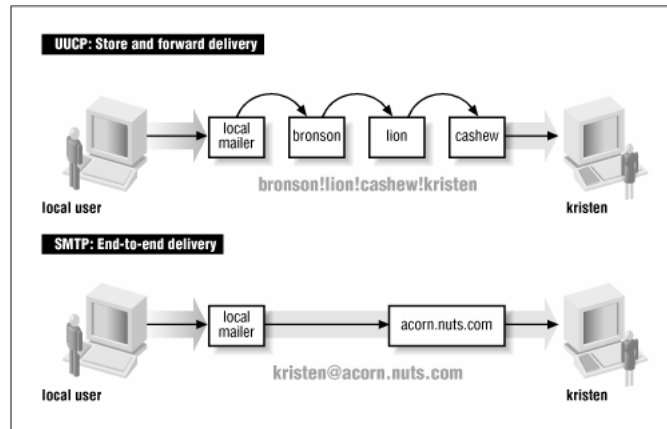 UUCP: Store and forward delivery
local
mailer
bronson
lion
cashew
bronson!lion!cashew!kristen
local user
kristen
SMTP: End-to-end delivery
local
mailer
acorn.nuts.com
kristen@acorn.nuts.com
local user
kristen